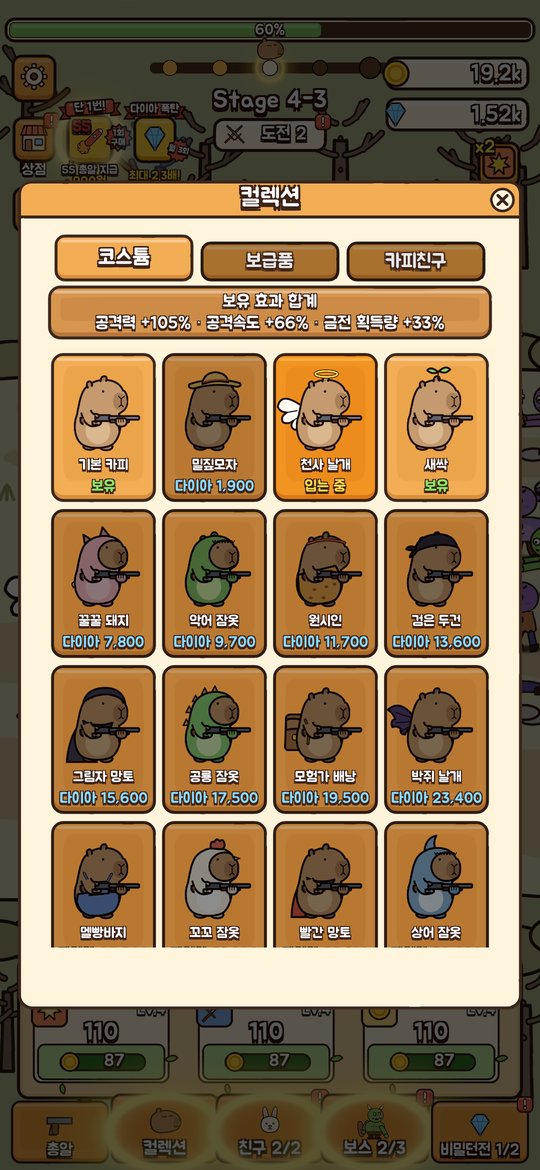 60%
19.2k
Stage 4-3
1.52k
단 1번!
다이아 폭탄
도전 2
x2
SS
1회 구매
월 3회
상점
SS 총알 지급
최대 2.3배!
컬렉션
코스튬
보급품
카피친구
보유 효과 합계
공격력 +105% · 공격속도 +66% · 금전 획득량 +33%
기본 카피
밀짚모자
천사 날개
새싹
보유
다이아 1,900
입는 중
보유
꿀꿀 돼지
악어 잠옷
원시인
검은 두건
다이아 7,800
다이아 9,700
다이아 11,700
다이아 13,600
그림자 망토
공룡 잠옷
모험가 배낭
박쥐 날개
다이아 15,600
다이아 17,500
다이아 19,500
다이아 23,400
멜빵바지
꼬꼬 잠옷
빨간 망토
상어 잠옷
110
110
110
87
87
87
총알
컬렉션
친구 2/2
보스 2/3
비밀던전 1/2